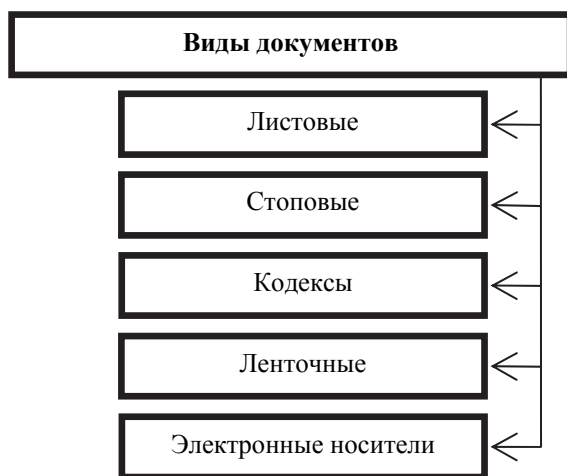 Виды документов
Листовые
Стоповые
Кодексы
Ленточные
Электронные носители